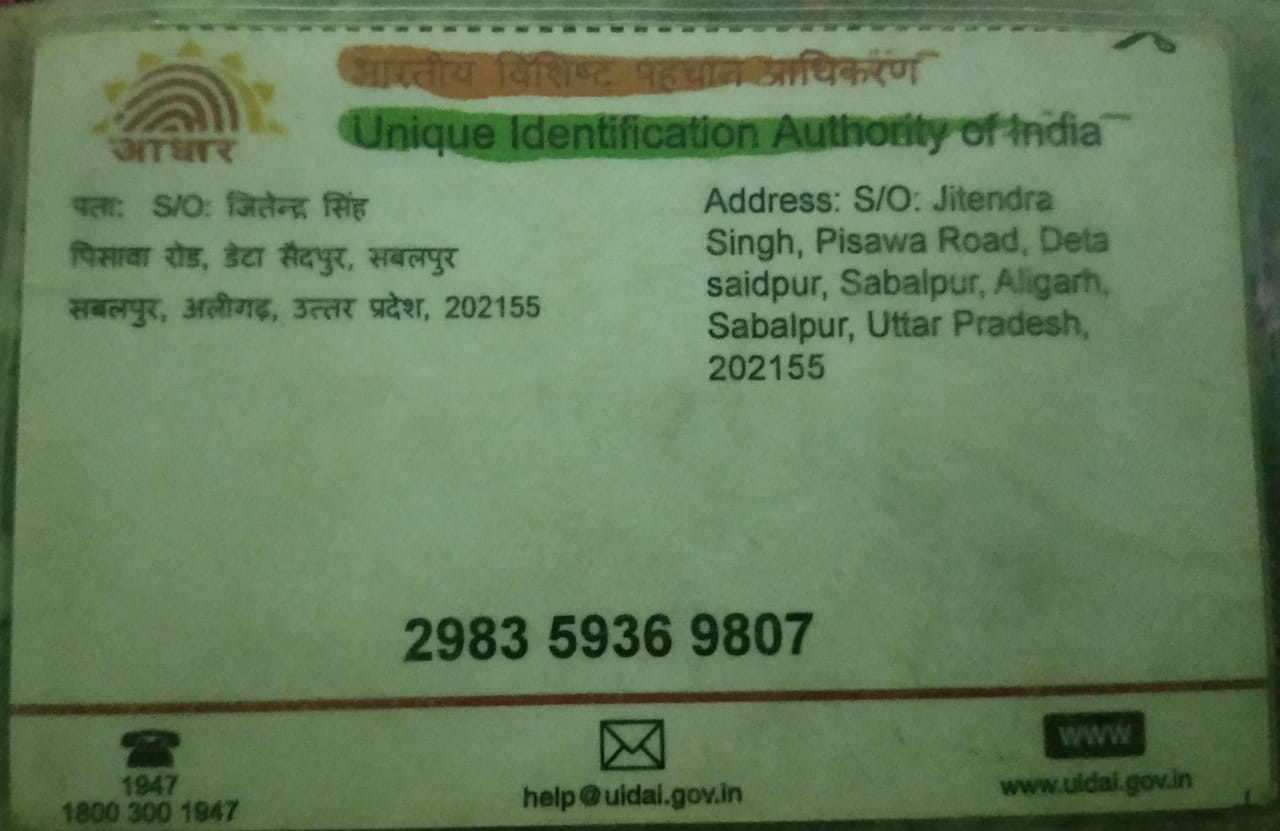 आधार
भारतीय विशिष्ट पहचान प्राधिकरण
Unique Identification Authority of India
पता: S/O: जितेन्द्र सिंह
पिसावा रोड, डेटा सैदपुर, सबलपुर
सबलपुर, अलीगढ़, उत्तर प्रदेश, 202155
Address: S/O: Jitendra
Singh, Pisawa Road, Deta
saidpur, Sabalpur, Aligarh,
Sabalpur, Uttar Pradesh,
202155
2983 5936 9807
1947
1800 300 1947
help@uidai.gov.in
www
www.uidai.gov.in